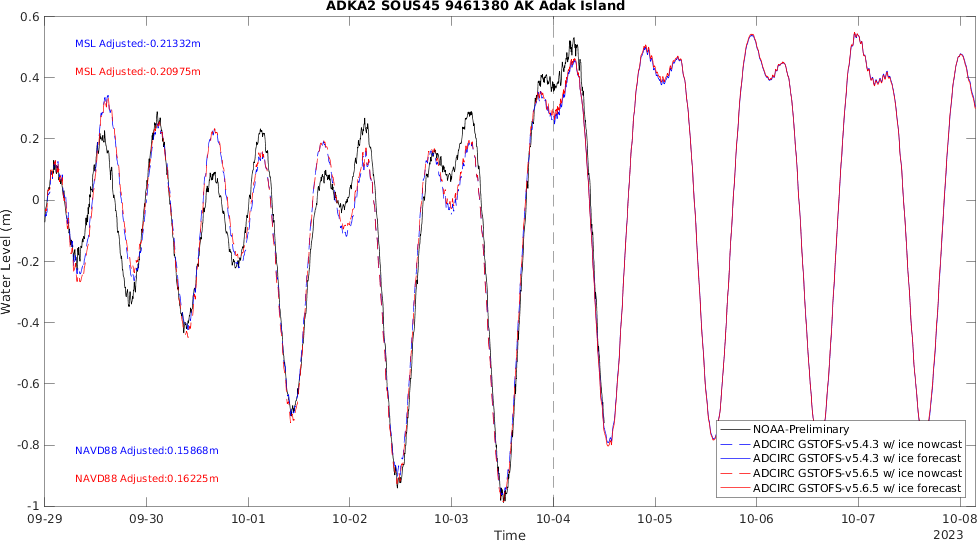 ADKA2 SOUS45 9461380 AK Adak Island
MSL Adjusted:-0.21332m
MSL Adjusted:-0.20975m
NAVD88 Adjusted:0.15868m
NAVD88 Adjusted:0.16225m
Water Level (m)
0.6
0.4
0.2
0
-0.2
-0.4
-0.6
-0.8
-1
NOAA-Preliminary
ADCIRC GSTOFS-v5.4.3 w/ ice nowcast
ADCIRC GSTOFS-v5.4.3 w/ ice forecast
ADCIRC GSTOFS-v5.6.5 w/ ice nowcast
ADCIRC GSTOFS-v5.6.5 w/ ice forecast
09-29 09-30 10-01 10-02 10-03 10-04 10-05 10-06 10-07 10-08
2023
Time